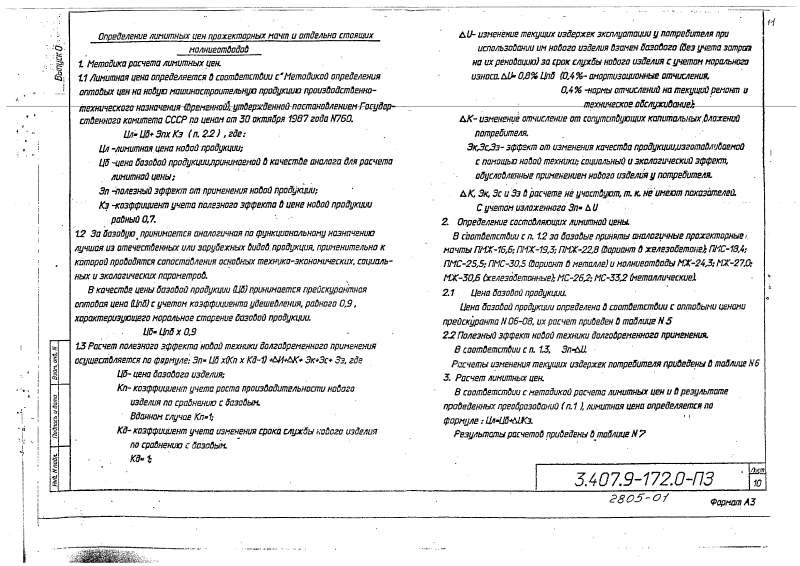 Выпуск 0
Определение лимитных цен прожекторных мачт и отдельно стоящих
молниеотводов
1. Методика расчета лимитных цен.
1.1 Лимитная цена определяется в соответствии с "Методикой определения
оптовых цен на новую машиностроительную продукцию производственно-
технического назначения (Временной), утвержденной постановлением Государ-
ственного комитета СССР по ценам от 30 октября 1987 года N760.
Цл= Цб+ Эпх Кэ ( п. 2.2) , где:
Цл -лимитная цена новой продукции;
Цб -цена базовой продукции,принимаемой в качестве аналога для расчета
лимитной цены ;
Эп -полезный эффект от применения новой продукции;
Кэ -коэффициент учета полезного эффекта в цене новой продукции
равный 0,7.
1.2 За базовую , принимается аналогичная по функциональному назначению
лучшая из отечественных или зарубежных видов продукция, применительно к
которой проводятся сопоставления основных технико-экономических, социаль-
ных и экологических параметров.
В качестве цены базовой продукции (Цб) принимается прейскурантная
оптовая цена (Цпб) с учетом коэффициента удешевления, равного 0,9 ,
характеризующего моральное старение базовой продукции.
Цб= Цпб х 0,9
1.3 Расчет полезного эффекта новой техники долговременного применения
осуществляется по формуле: Эп= Цб х(Кп х Кд-1) +ΔИ+ΔК+ Эк+Эс+ Ээ, где
Цб- цена базового изделия;
Кп- коэффициент учета роста производительности нового
изделия по сравнению с базовым.
Вданном случае Кп=1;
Кд- коэффициент учета изменения срока службы нового изделия
по сравнению с базовым.
Кд= 1;
ΔU- изменение текущих издержек эксплуатации у потребителя при
использовании им нового изделия взамен базового (без учета затрат
на их реновацию) за срок службы нового изделия с учетом морального
износа. ΔU= 0,8% Цпб (0,4%- амортизационные отчисления,
0,4% -нормы отчислений на текущий ремонт и
техническое обслуживание);
ΔК- изменение отчисление от сопутствующих капитальных вложений
потребителя.
Эк,Эс,Ээ- эффект от изменения качества продукции,изготавливаемой
с помощью новой техники; социальный и экологический эффект,
обусловленные применением нового изделия у потребителя.
ΔК, Эк, Эс и Ээ в расчете не участвуют, т. к. не имеют показателей.
С учетом изложенного Эп= ΔU
2. Определение составляющих лимитной цены.
В соответствии с п. 1.2 за базовые приняты аналогичные прожекторные
мачты ПМЖ-16,6; ПМЖ-19,3; ПМЖ-22,8 (вариант в железобетоне); ПМС-18,4;
ПМС-25,5; ПМС-30,5 (вариант в металле) и молниеотводы МЖ-24,3; МЖ-27,0;
МЖ-30,6 (железобетонные); МС-26,2; МС-33,2 (металлические).
2.1 Цена базовой продукции.
Цена базовой продукции определена в соответствии с оптовыми ценами
прейскуранта N 06-08, их расчет приведен в таблице N 5
2.2 Полезный эффект новой техники долговременного применения.
В соответствии с п. 1.3, Эп=ΔU.
Расчеты изменения текущих издержек потребителя приведены в таблице N6
3. Расчет лимитных цен.
В соответствии с методикой расчета лимитных цен и в результате
проведенных преобразований ( п.1 ), лимитная цена определяется по
формуле : Цл=Цб+ΔUКэ.
Результаты расчетов приведены в таблице N 7
11
Взам. инв. N
Подпись и дата
Инв. N подл.
3.407.9-172.0-ПЗ
Лист
10
2805-01
Формат А3